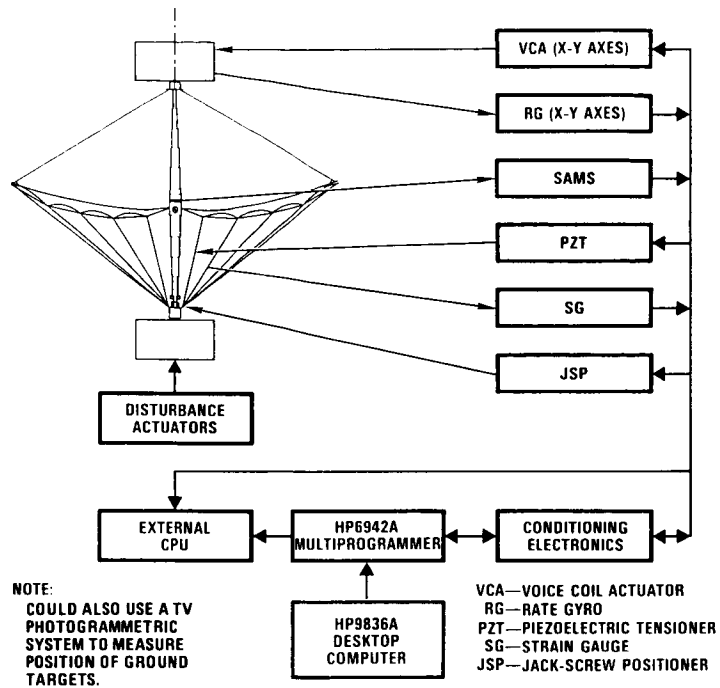 VCA (X-Y AXES)
RG (X-Y AXES)
SAMS
PZT
SG
JSP
DISTURBANCE
ACTUATORS
EXTERNAL
CPU
HP6942A
MULTIPROGRAMMER
CONDITIONING
ELECTRONICS
HP9836A
DESKTOP
COMPUTER
NOTE:
COULD ALSO USE A TV
PHOTOGRAMMETRIC
SYSTEM TO MEASURE
POSITION OF GROUND
TARGETS.
VCA—VOICE COIL ACTUATOR
RG—RATE GYRO
PZT—PIEZOELECTRIC TENSIONER
SG—STRAIN GAUGE
JSP—JACK-SCREW POSITIONER